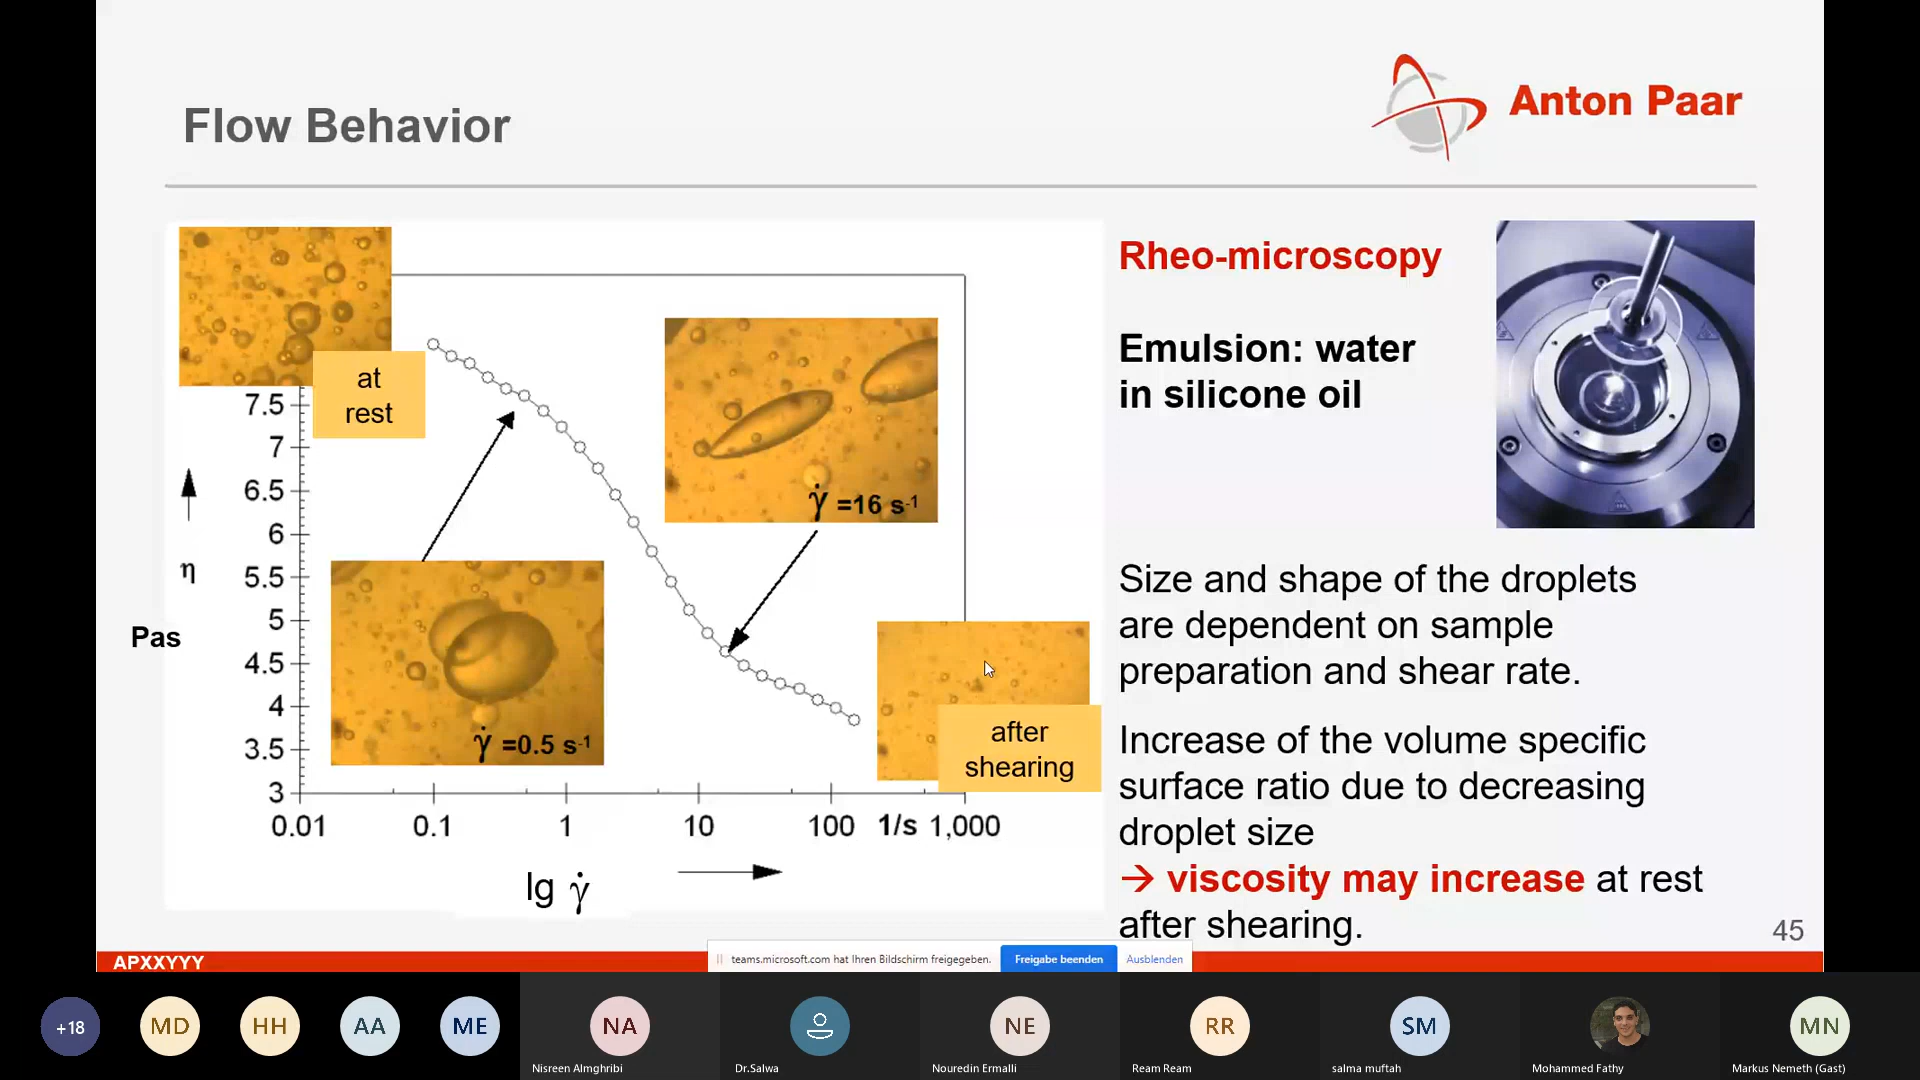 Flow Behavior
Anton Paar
at
rest
7.5
7
6.5
6
5.5
5
4.5
4
3.5
3
η
Pas
γ̇ =16 s-1
γ̇ =0.5 s-1
after
shearing
0.01 0.1 1 10 100 1/s 1,000
lg γ̇
Rheo-microscopy
Emulsion: water
in silicone oil
Size and shape of the droplets
are dependent on sample
preparation and shear rate.
Increase of the volume specific
surface ratio due to decreasing
droplet size
→ viscosity may increase at rest
after shearing.
45
APXXYYY
teams.microsoft.com hat Ihren Bildschirm freigegeben. Freigabe beenden Ausblenden
+18 MD HH AA ME NA NE RR SM MN
Nisreen Almghribi Dr.Salwa Nouredin Ermalli Ream Ream salma muftah Mohammed Fathy Markus Nemeth (Gast)